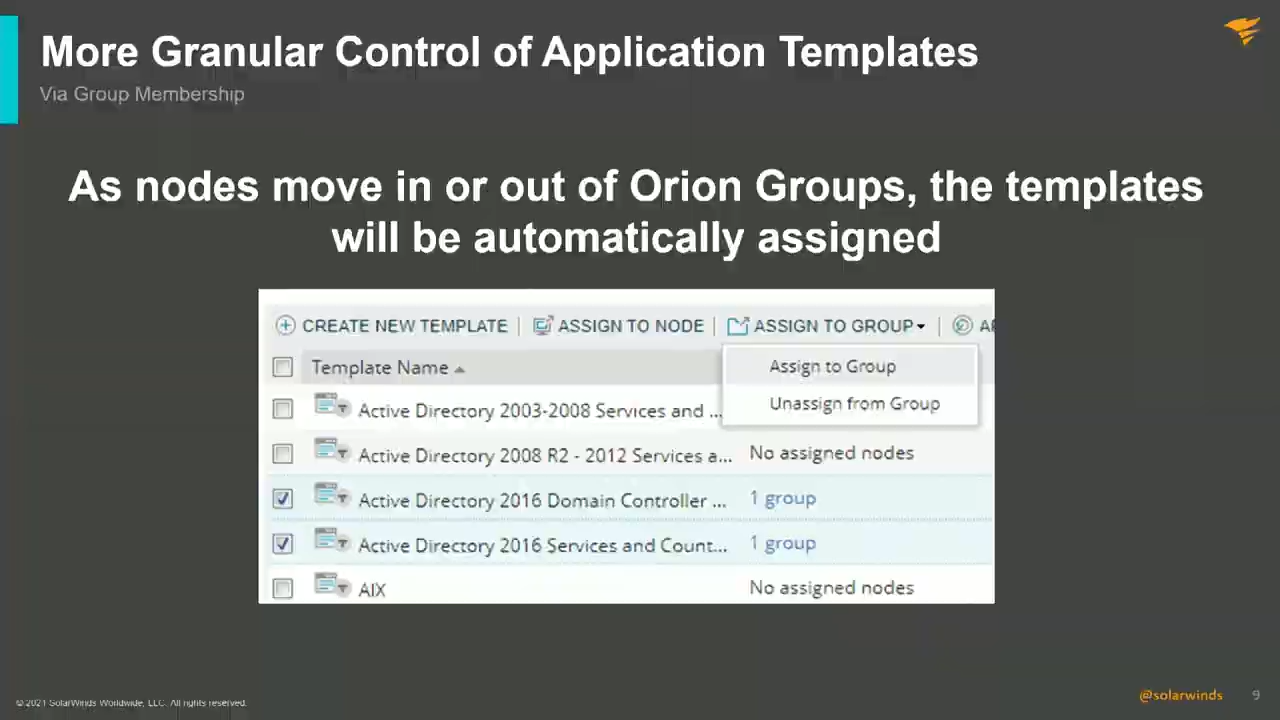 More Granular Control of Application Templates
Via Group Membership
As nodes move in or out of Orion Groups, the templates
will be automatically assigned
CREATE NEW TEMPLATE | ASSIGN TO NODE | ASSIGN TO GROUP |
Template Name
Assign to Group
Active Directory 2003-2008 Services and ...
Unassign from Group
Active Directory 2008 R2 - 2012 Services a... No assigned nodes
Active Directory 2016 Domain Controller ... 1 group
Active Directory 2016 Services and Count... 1 group
AIX No assigned nodes
© 2021 SolarWinds Worldwide, LLC. All rights reserved.
@solarwinds 9